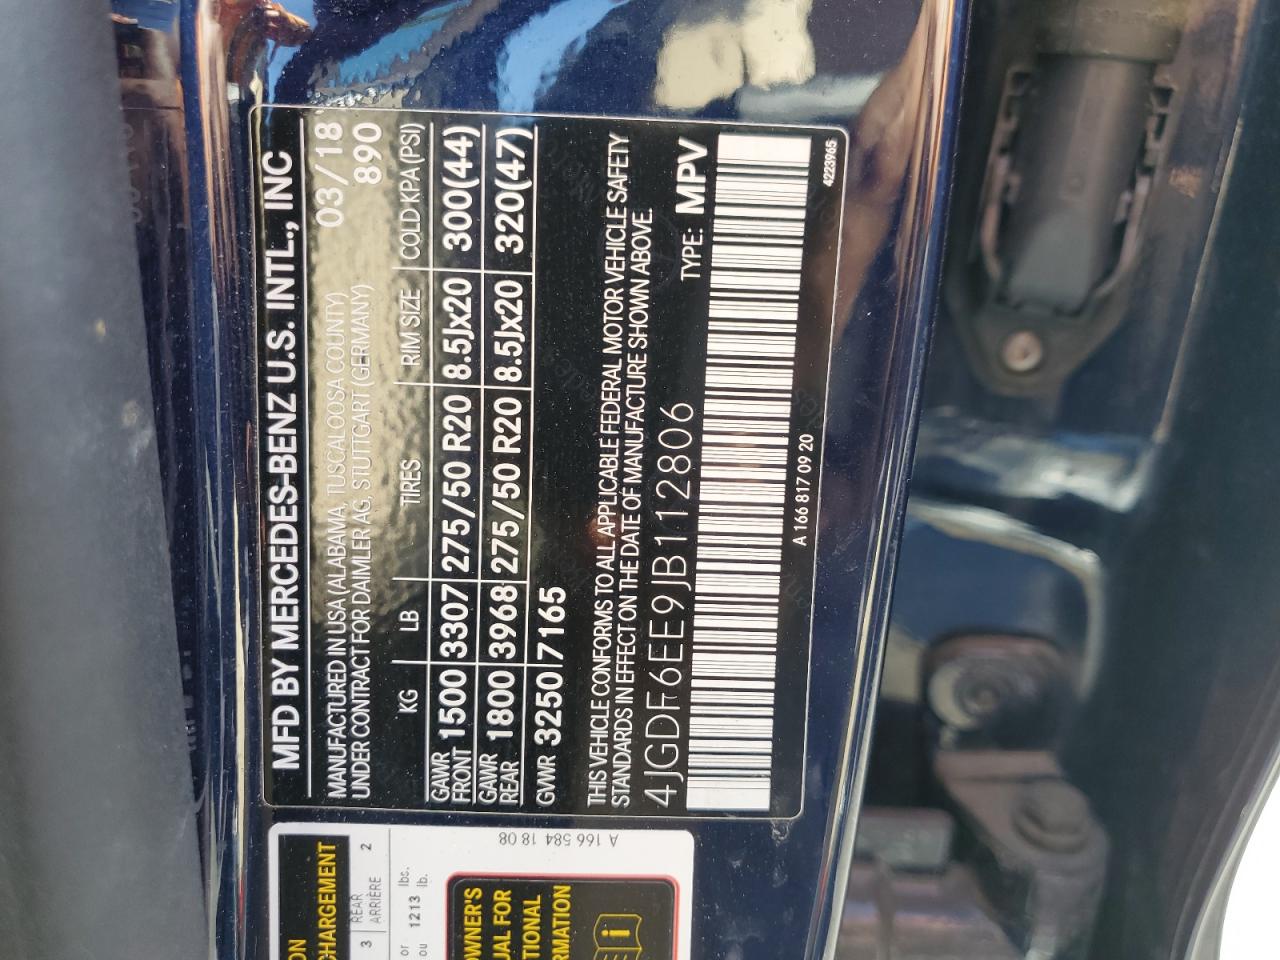 MFD BY MERCEDES-BENZ U.S. INTL., INC
MANUFACTURED IN USA (ALABAMA, TUSCALOOSA COUNTY) 03/18
UNDER CONTRACT FOR DAIMLER AG, STUTTGART (GERMANY) 890
KG LB TIRES RIM SIZE COLD KPA (PSI)
GAWR FRONT 1500 3307 275/50 R20 8.5Jx20 300(44)
GAWR REAR 1800 3968 275/50 R20 8.5Jx20 320(47)
GVWR 3250 7165
THIS VEHICLE CONFORMS TO ALL APPLICABLE FEDERAL MOTOR VEHICLE SAFETY
STANDARDS IN EFFECT ON THE DATE OF MANUFACTURE SHOWN ABOVE.
4JGDF6EE9JB112806 TYPE: MPV
A 166 817 09 20 4223965
ON
CHARGEMENT
3 REAR ARRIÈRE 2
or 1213 lbs.
ou lb.
OWNER'S
UAL FOR
TIONAL
RMATION
A 166 584 18 08